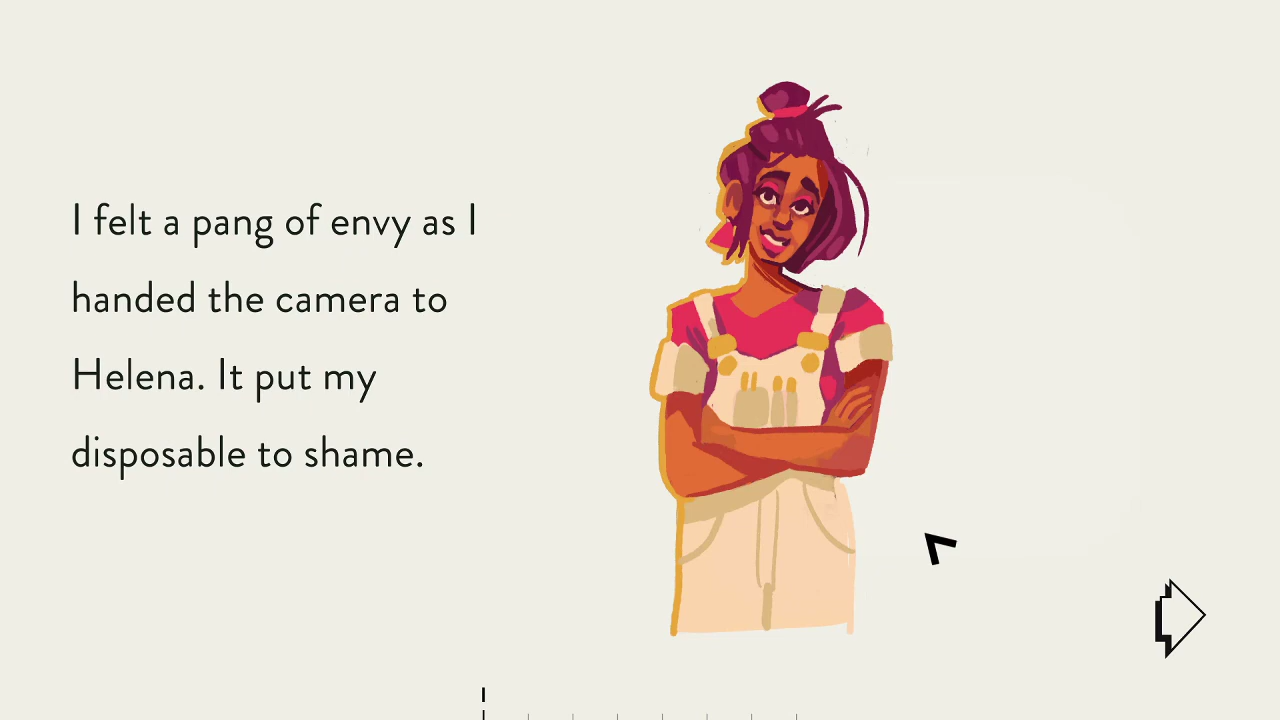 I felt a pang of envy as I
handed the camera to
Helena. It put my
disposable to shame.